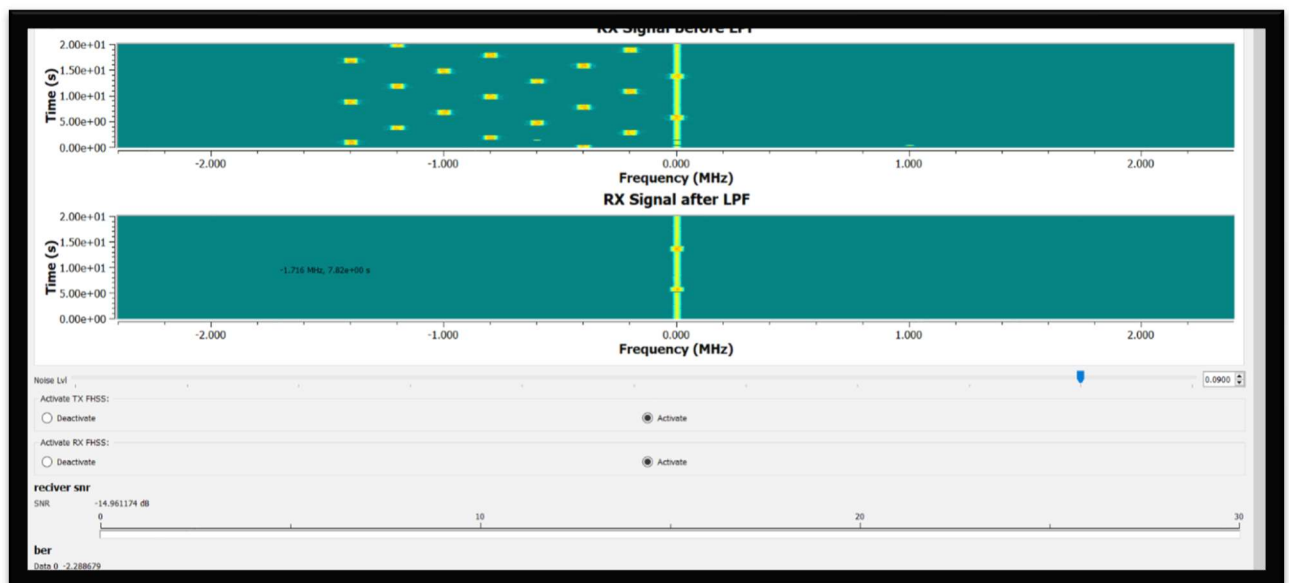 RX Signal before LPF
2.00e+01
1.50e+01
1.00e+01
5.00e+00
0.00e+00
Time (s)
-2.000 -1.000 0.000 1.000 2.000
Frequency (MHz)
RX Signal after LPF
2.00e+01
1.50e+01
1.00e+01
5.00e+00
0.00e+00
Time (s)
-1.716 MHz, 7.82e+00 s
-2.000 -1.000 0.000 1.000 2.000
Frequency (MHz)
Noise Lvl 0.0900
Activate TX FHSS:
Deactivate Activate
Activate RX FHSS:
Deactivate Activate
reciver snr
SNR -14.961174 dB
0 10 20 30
ber
Data 0 -2.288679